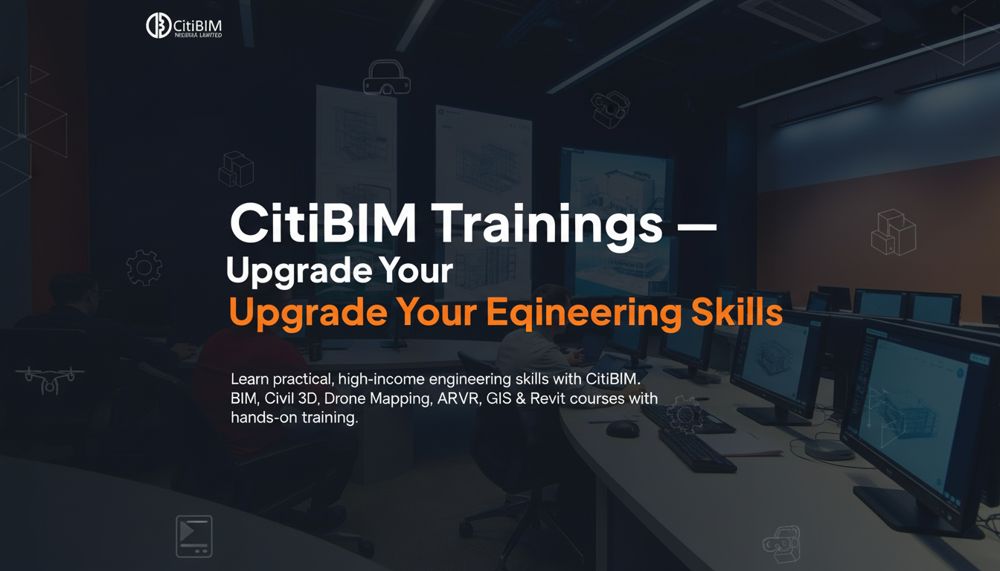 CitiBIM
CitiBIM Trainings —
Upgrade Your
Upgrade Your Eqineering Skills
Learn practical, high-income engineering skills with CitiBIM.
BIM, Civil 3D, Drone Mapping, ARVR, GIS & Revit courses with
hands-on training.